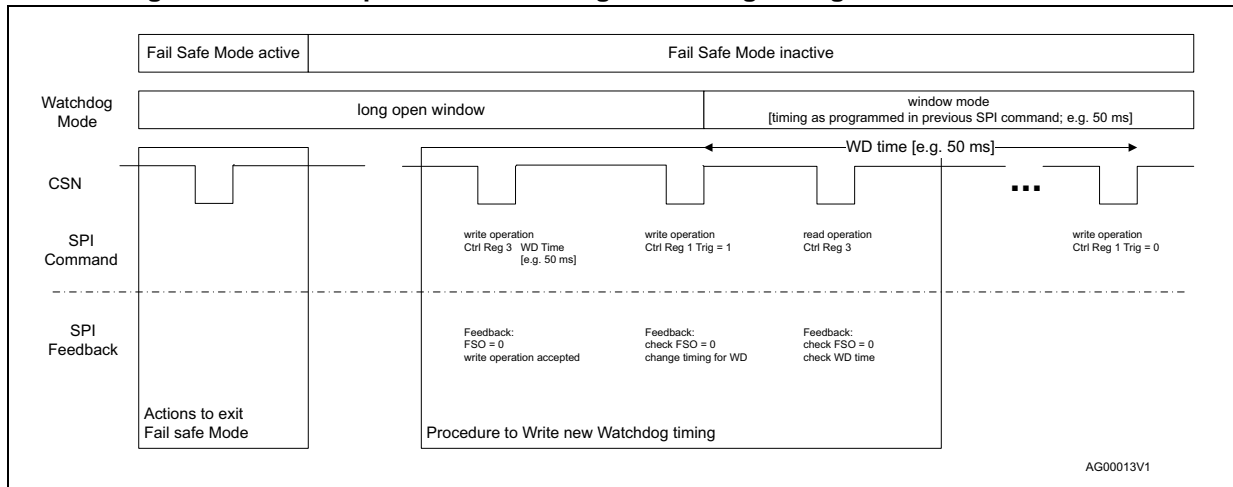 Fail Safe Mode active
Fail Safe Mode inactive
Watchdog
Mode
long open window
window mode
[timing as programmed in previous SPI command; e.g. 50 ms]
WD time [e.g. 50 ms]
CSN
...
SPI
Command
write operation
Ctrl Reg 3 WD Time
[e.g. 50 ms]
write operation
Ctrl Reg 1 Trig = 1
read operation
Ctrl Reg 3
write operation
Ctrl Reg 1 Trig = 0
SPI
Feedback
Feedback:
FSO = 0
write operation accepted
Feedback:
check FSO = 0
change timing for WD
Feedback:
check FSO = 0
check WD time
Actions to exit
Fail safe Mode
Procedure to Write new Watchdog timing
AG00013V1